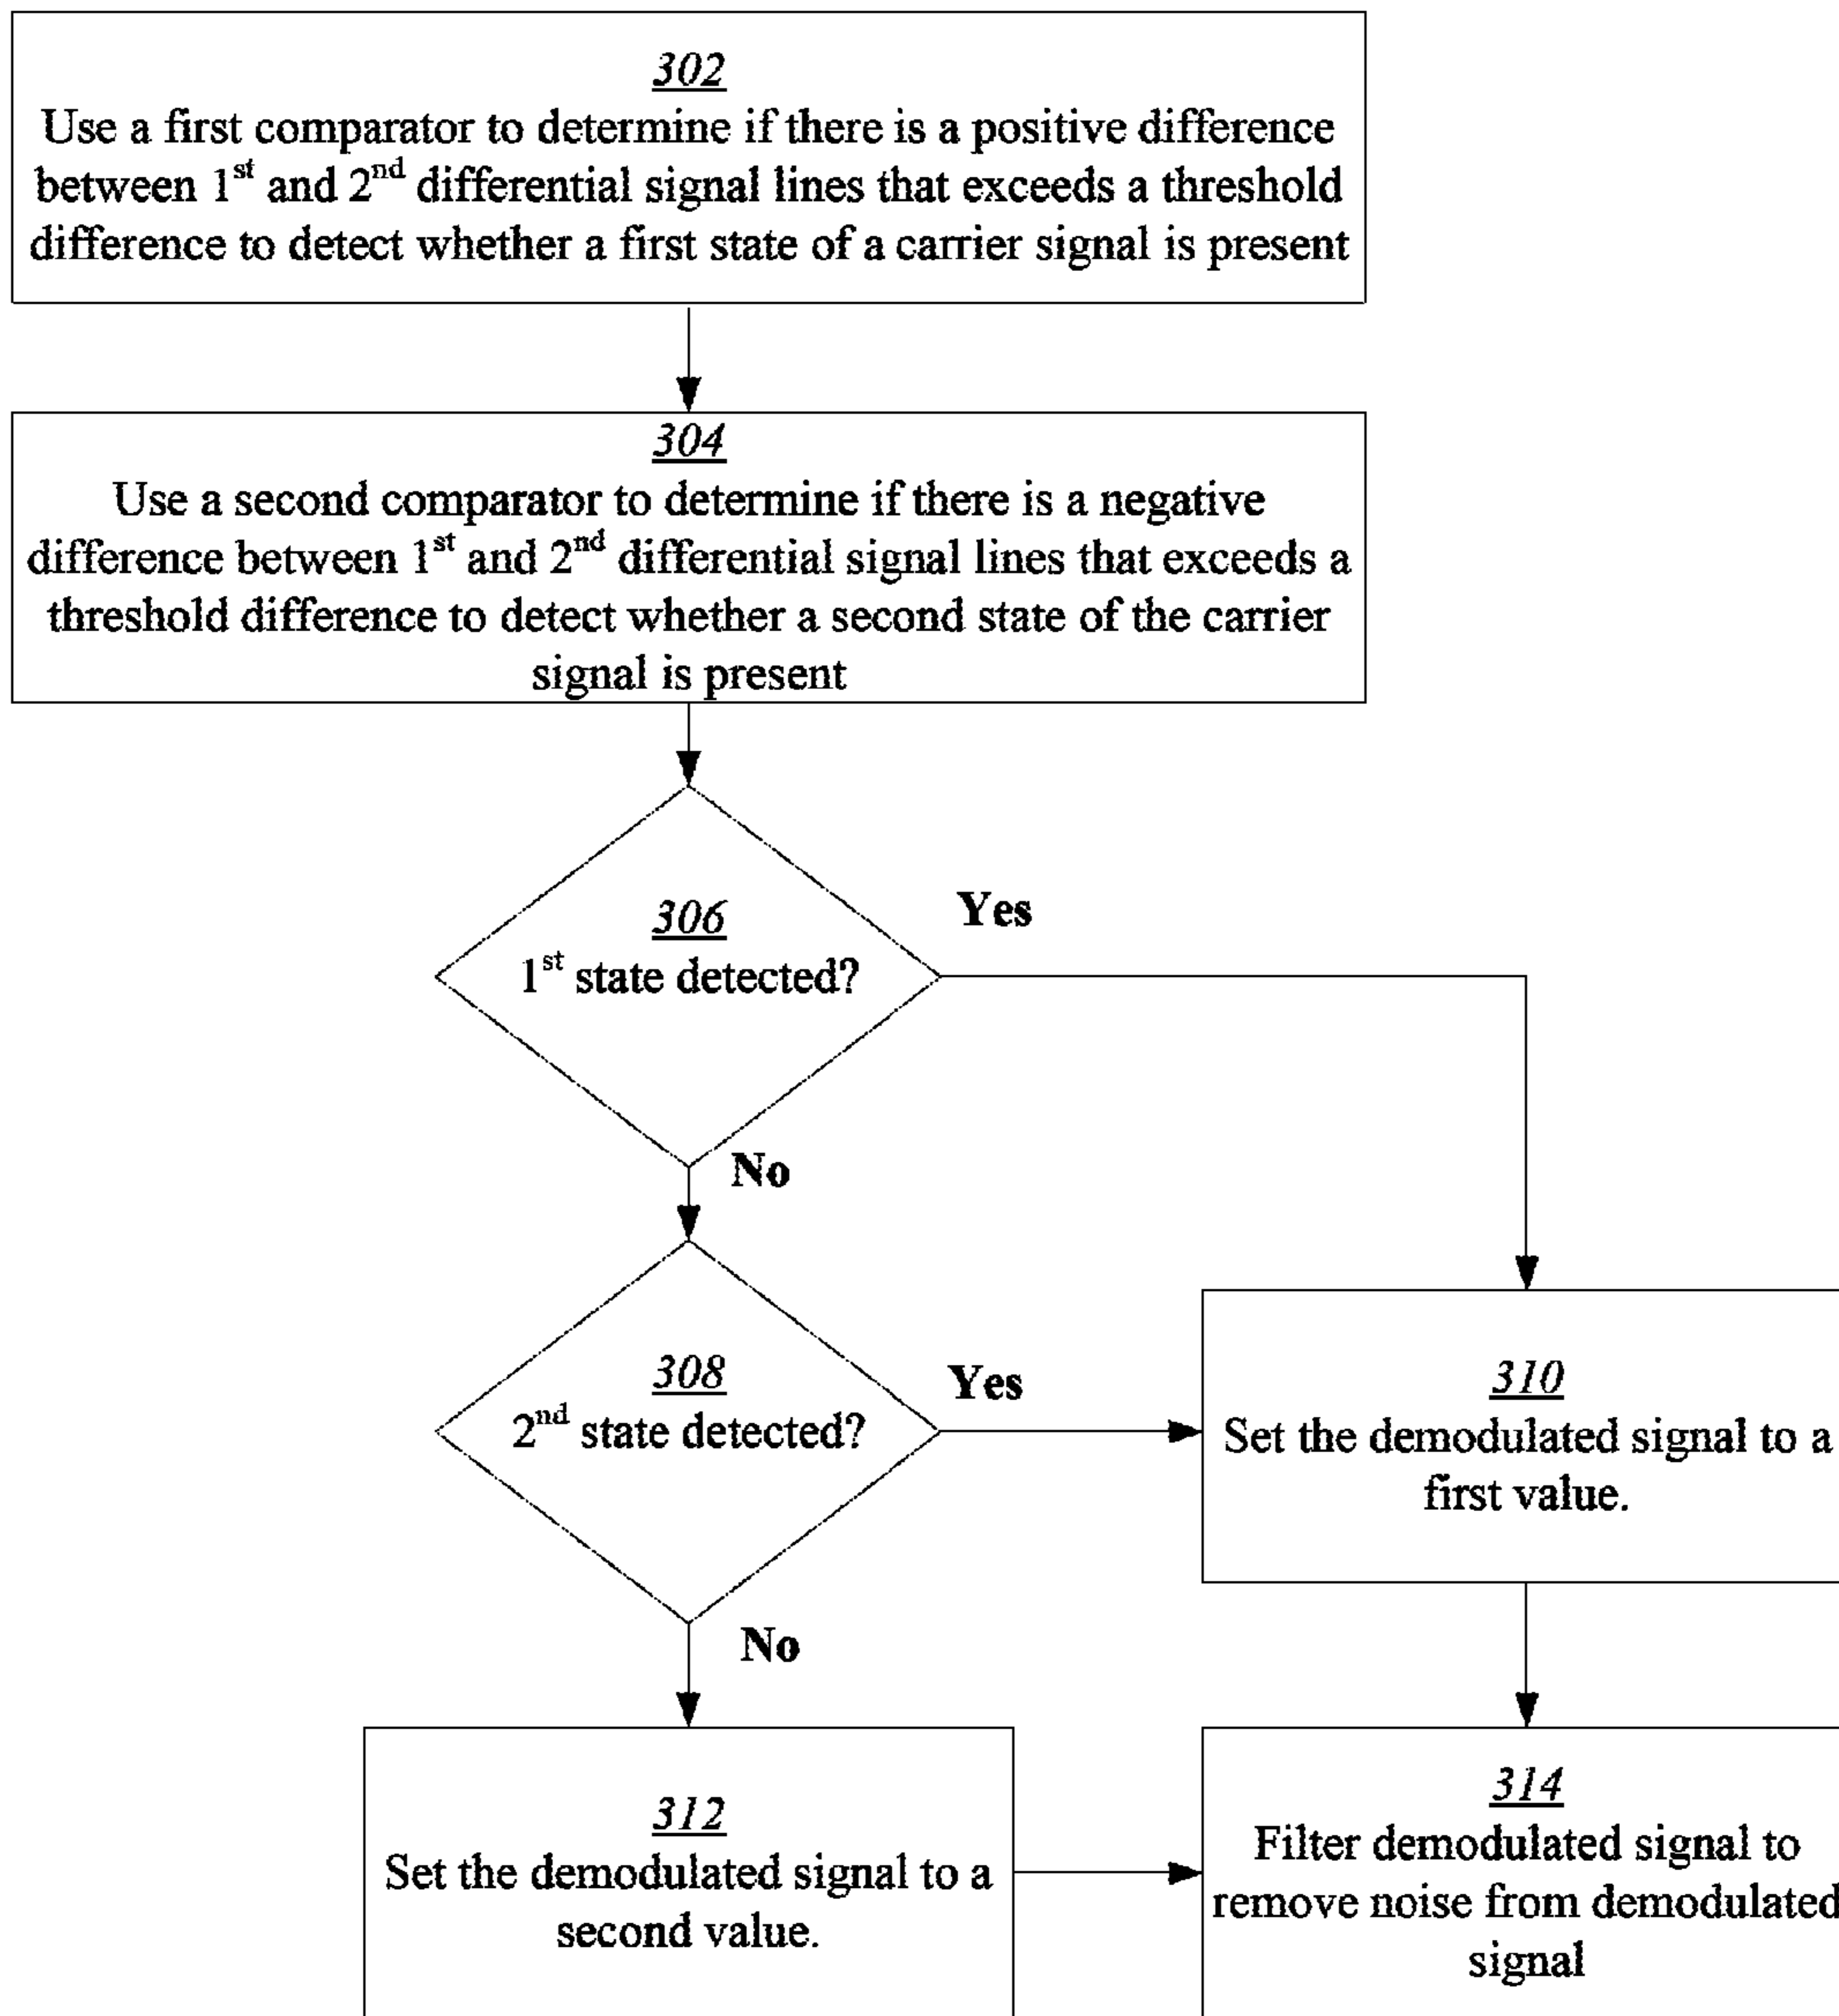 302
Use a first comparator to determine if there is a positive difference
between 1st and 2nd differential signal lines that exceeds a threshold
difference to detect whether a first state of a carrier signal is present
304
Use a second comparator to determine if there is a negative
difference between 1st and 2nd differential signal lines that exceeds a
threshold difference to detect whether a second state of the carrier
signal is present
306
1st state detected?
Yes
No
308
2nd state detected?
Yes
No
310
Set the demodulated signal to a
first value.
312
Set the demodulated signal to a
second value.
314
Filter demodulated signal to
remove noise from demodulated
signal